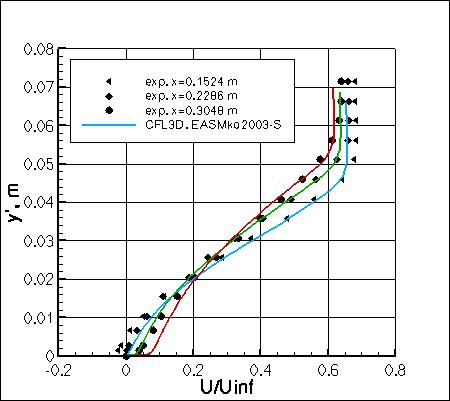 0.08
exp. x=0.1524 m
exp. x=0.2286 m
exp. x=0.3048 m
CFL3D, EASMko2003-S
0.07
0.06
0.05
y', m
0.04
0.03
0.02
0.01
0
-0.2 0 0.2 0.4 0.6 0.8
U/Uinf